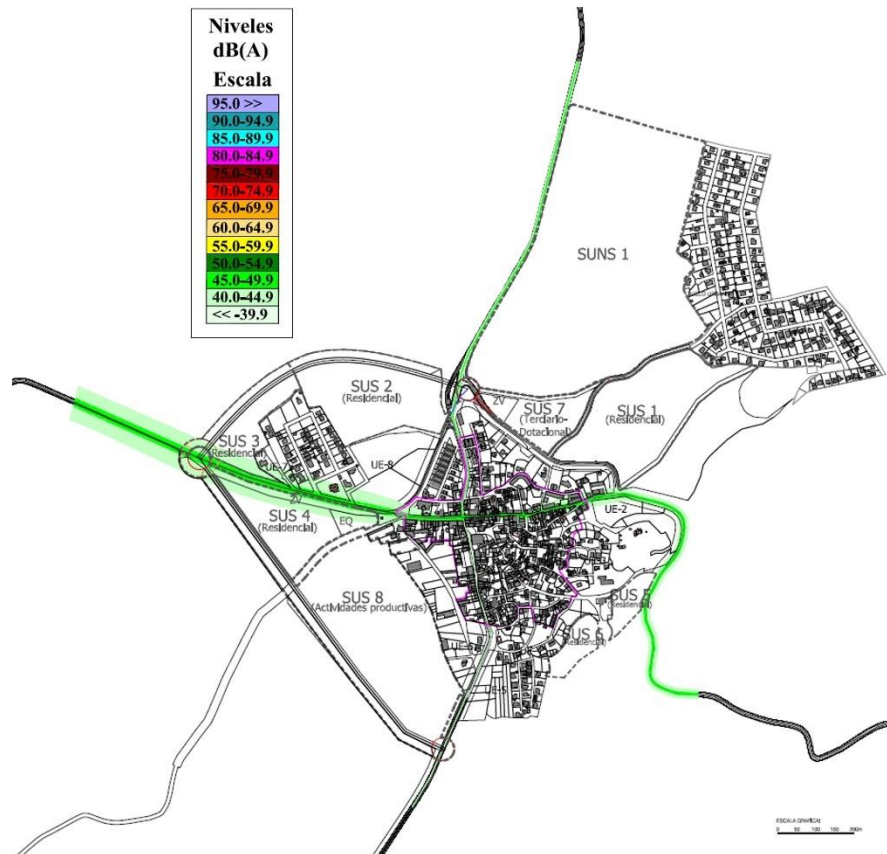 Niveles
dB(A)
Escala
95.0 >>
90.0-94.9
85.0-89.9
80.0-84.9
75.0-79.9
70.0-74.9
65.0-69.9
60.0-64.9
55.0-59.9
50.0-54.9
45.0-49.9
40.0-44.9
<< -39.9
SUNS 1
SUS 2
(Residencial)
ZV
SUS 7
(Terciario-
Dotacional)
SUS 1
(Residencial)
SUS 3
(Residencial)
UE-7
UE-8
ZV
SUS 4
(Residencial)
EQ
UE-2
SUS 8
(Actividades productivas)
SUS 5
(Residencial)
SUS 6
(Residencial)
ESCALA GRAFICA:
0 50 100 150 200m